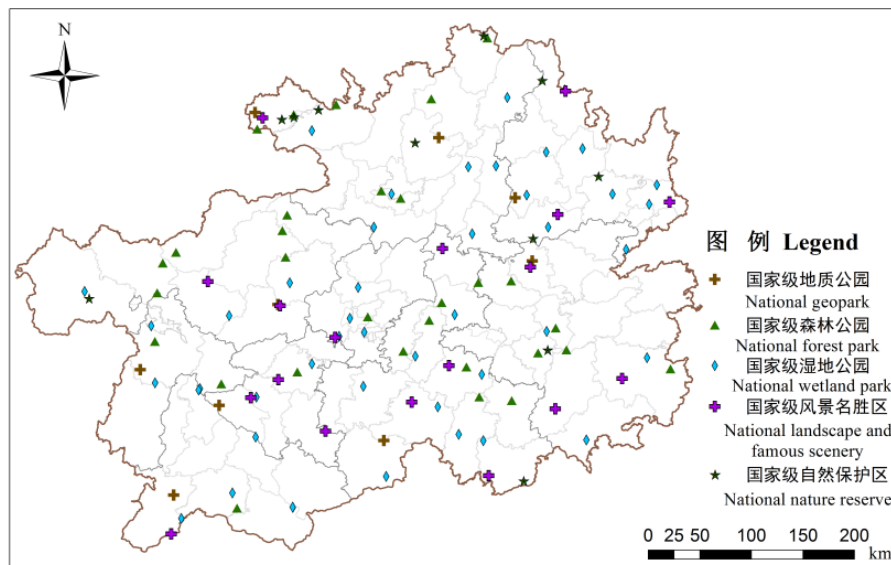 N
图 例 Legend
国家级地质公园
National geopark
国家级森林公园
National forest park
国家级湿地公园
National wetland park
国家级风景名胜区
National landscape and
famous scenery
国家级自然保护区
National nature reserve
0 25 50 100 150 200
km